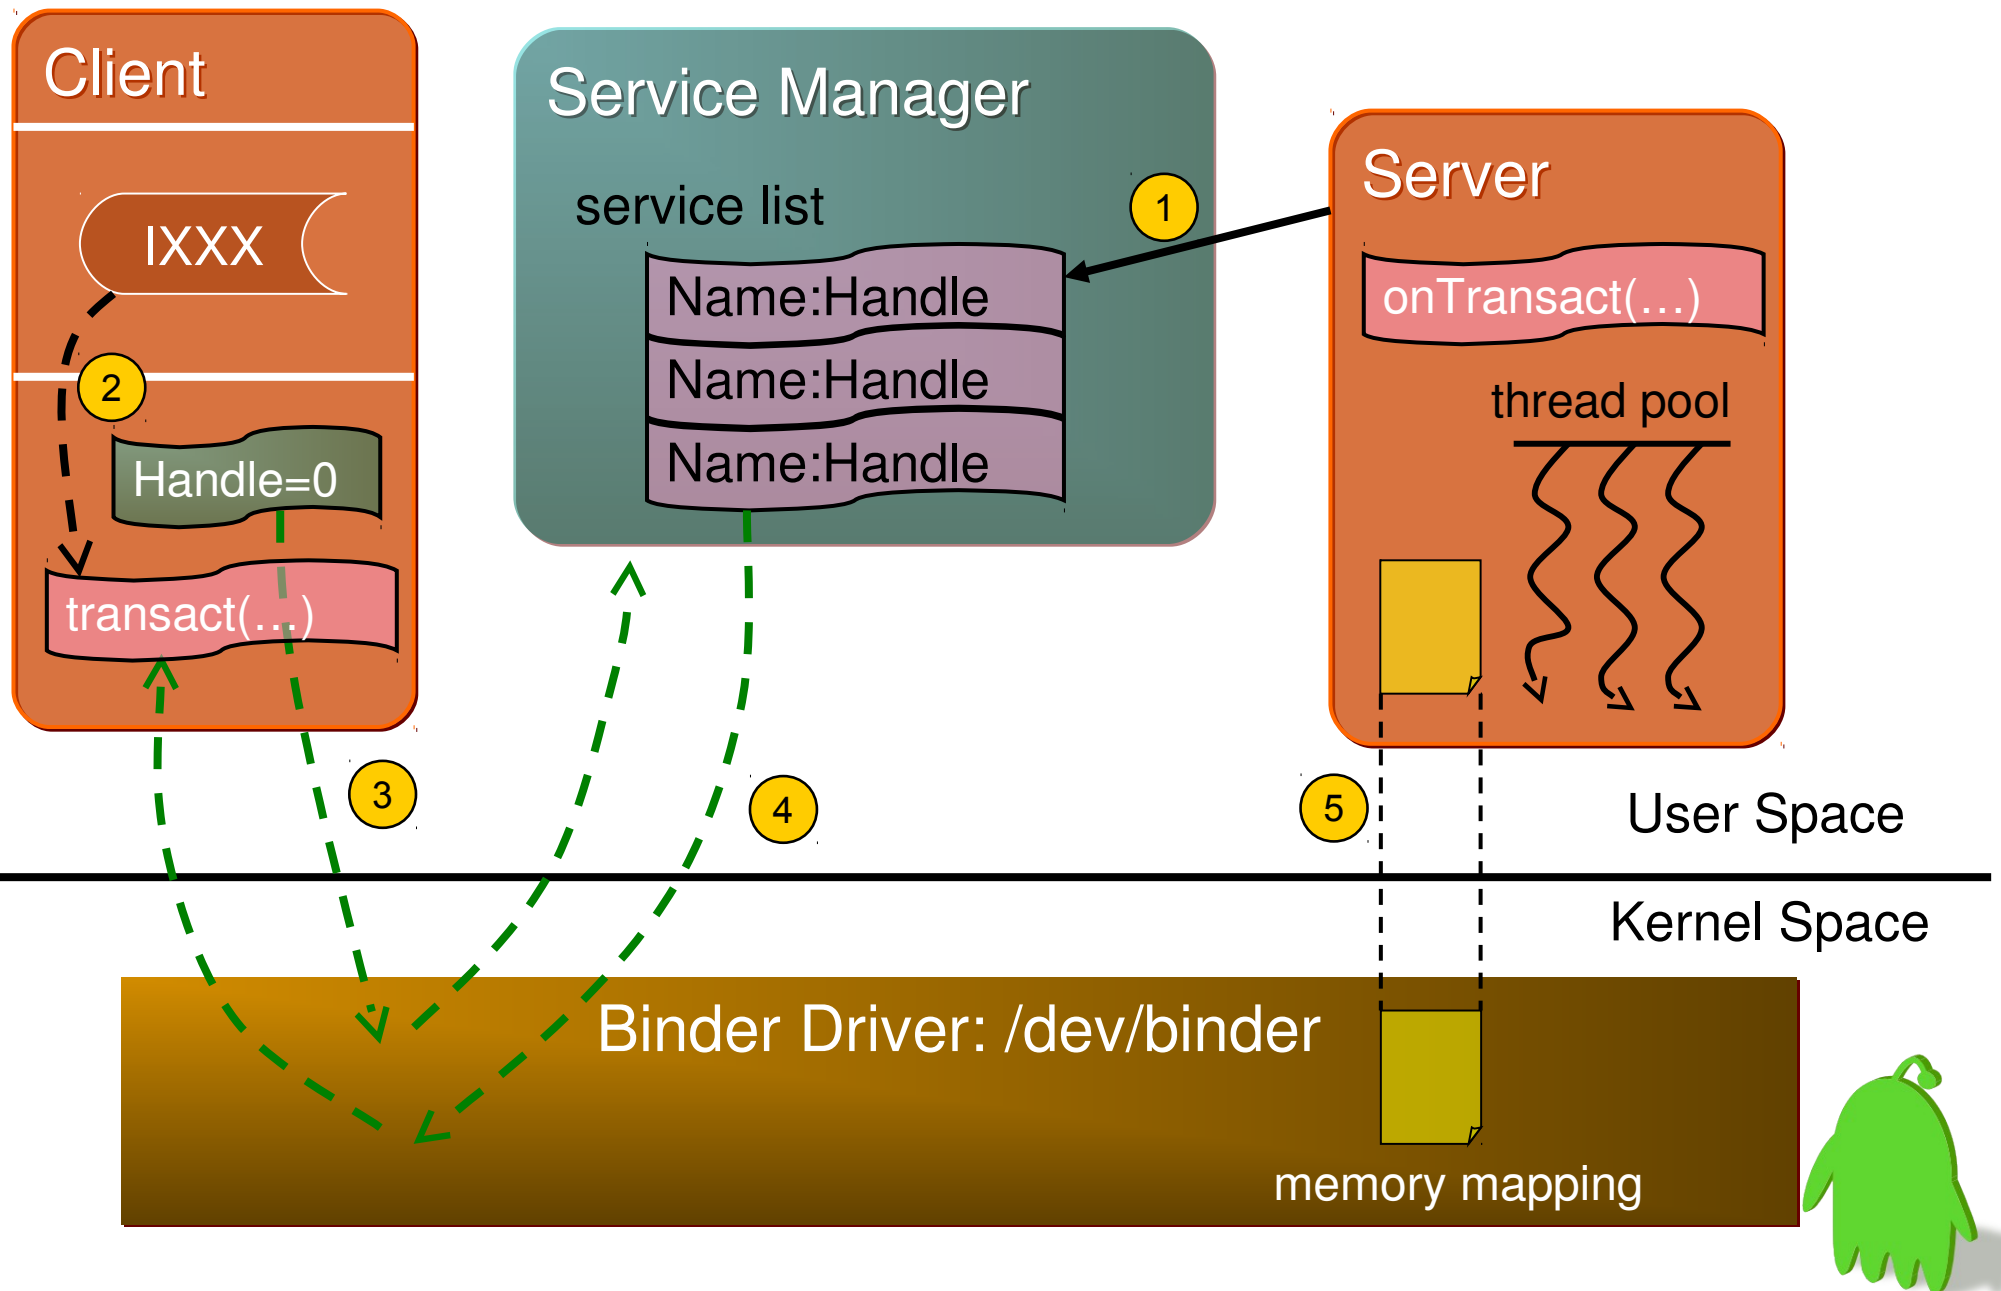 Client
IXXX
2
Handle=0
transact(...)
3
Service Manager
service list
1
Name:Handle
Name:Handle
Name:Handle
4
Server
onTransact(...)
thread pool
5
User Space
Kernel Space
Binder Driver: /dev/binder
memory mapping